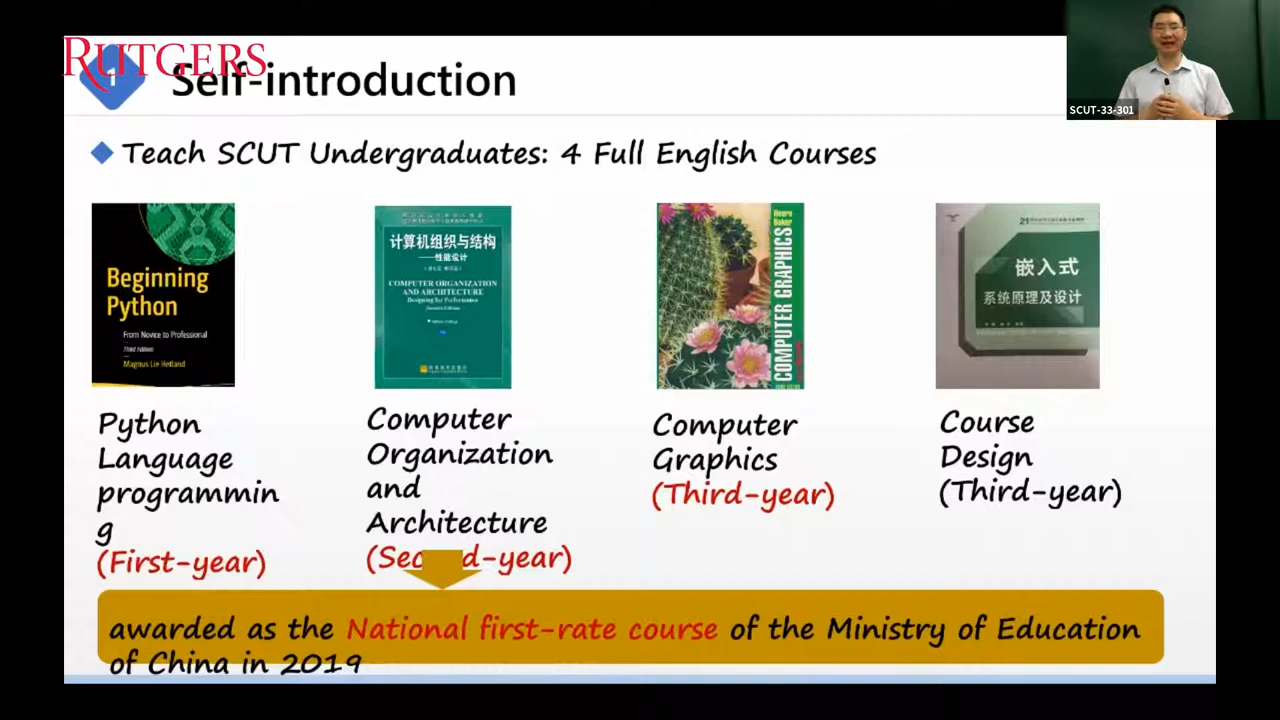 RUTGERS
1
Self-introduction
SCUT-33-301
Teach SCUT Undergraduates: 4 Full English Courses
Beginning
Python
From Novice to Professional
Third Edition
Magnus Lie Hetland
计算机组织与结构
——性能设计
COMPUTER ORGANIZATION
AND ARCHITECTURE
Designing for Performance
COMPUTER GRAPHICS
嵌入式
系统原理及设计
Python
Language
programmin
g
(First-year)
Computer
Organization
and
Architecture
(Second-year)
Computer
Graphics
(Third-year)
Course
Design
(Third-year)
awarded as the National first-rate course of the Ministry of Education
of China in 2019